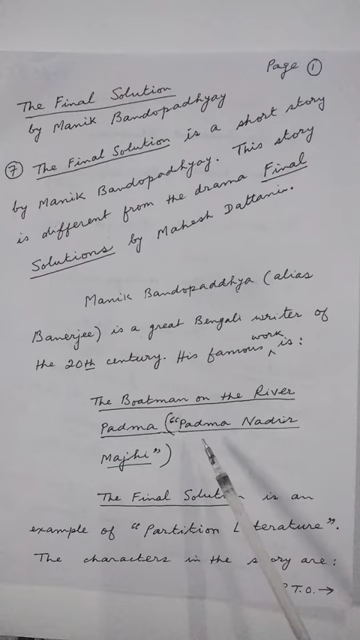 Page ①
The Final Solution
by Manik Bandopadhyay
⑦ The Final Solution is a short story
by Manik Bandopadhyay. This story
is different from the drama Final
Solutions by Mahesh Dattani.
Manik Bandopaddhya (alias
Banerjee) is a great Bengali writer of
the 20th century. His famous work is:
The Boatman on the River
Padma ("Padma Nadir
Majhi")
The Final Solution is an
example of "Partition Literature".
The characters in the story are:
P.T.O. →